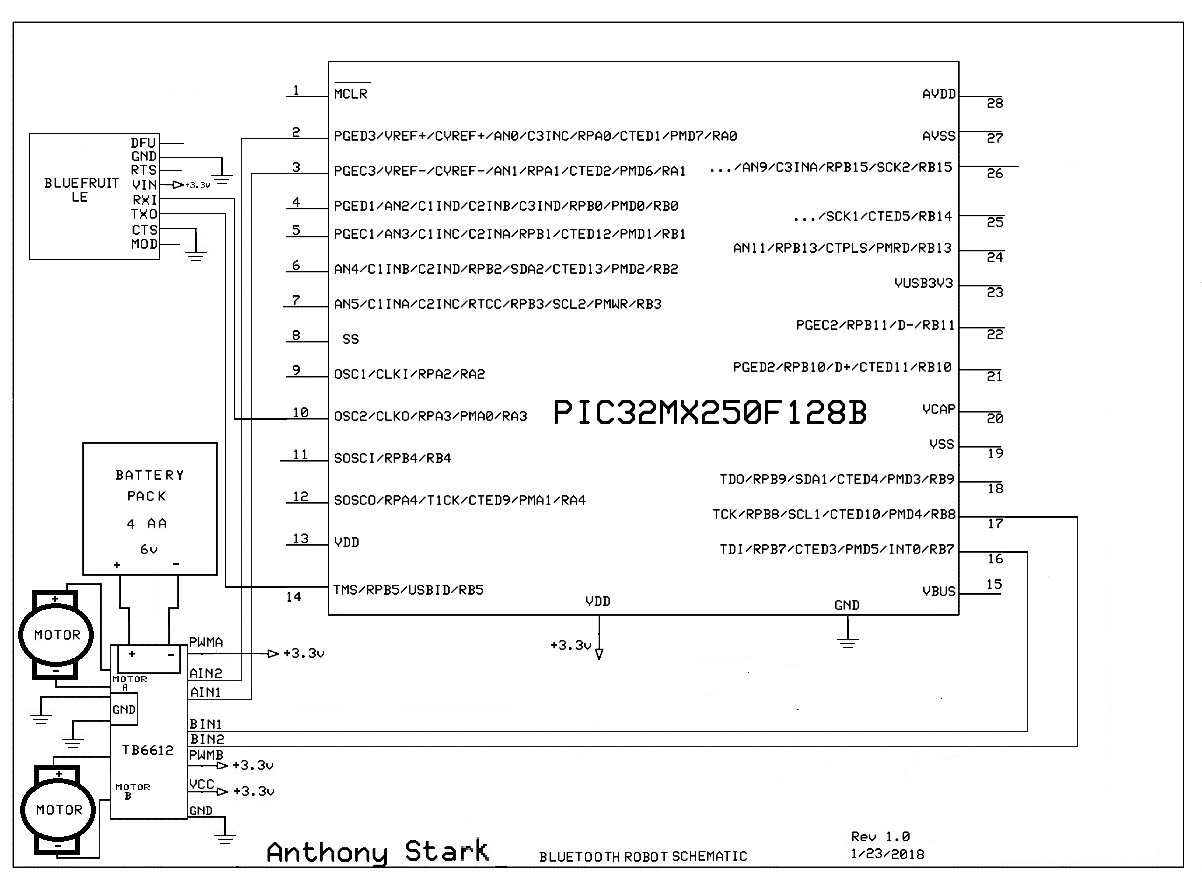 1 MCLR
2 PGED3/VREF+/CVREF+/AN0/C3INC/RPA0/CTED1/PMD7/RA0
3 PGEC3/VREF-/CVREF-/AN1/RPA1/CTED2/PMD6/RA1
4 PGED1/AN2/C1IND/C2INB/C3IND/RPB0/PMD0/RB0
5 PGEC1/AN3/C1INC/C2INA/RPB1/CTED12/PMD1/RB1
6 AN4/C1INB/C2IND/RPB2/SDA2/CTED13/PMD2/RB2
7 AN5/C1INA/C2INC/RTCC/RPB3/SCL2/PMWR/RB3
8 SS
9 OSC1/CLKI/RPA2/RA2
10 OSC2/CLKO/RPA3/PMA0/RA3
11 SOSCI/RPB4/RB4
12 SOSCO/RPA4/T1CK/CTED9/PMA1/RA4
13 VDD
14 TMS/RPB5/USBID/RB5
PIC32MX250F128B
AVDD 28
AVSS 27
.../AN9/C3INA/RPB15/SCK2/RB15 26
.../SCK1/CTED5/RB14 25
AN11/RPB13/CTPLS/PMRD/RB13 24
VUSB3V3 23
PGEC2/RPB11/D-/RB11 22
PGED2/RPB10/D+/CTED11/RB10 21
VCAP 20
VSS 19
TDO/RPB9/SDA1/CTED4/PMD3/RB9 18
TCK/RPB8/SCL1/CTED10/PMD4/RB8 17
TDI/RPB7/CTED3/PMD5/INT0/RB7 16
VBUS 15
VDD
+3.3v
GND
BLUEFRUIT
LE
DFU
GND
RTS
VIN +3.3v
RXI
TXO
CTS
MOD
BATTERY
PACK
4 AA
6v
+ -
+
MOTOR
-
+ -
MOTOR
A
GND
TB6612
MOTOR
B
PWMA
+3.3v
AIN2
AIN1
BIN1
BIN2
PWMB
+3.3v
VCC
+3.3v
GND
+
MOTOR
-
Anthony Stark
BLUETOOTH ROBOT SCHEMATIC
Rev 1.0
1/23/2018